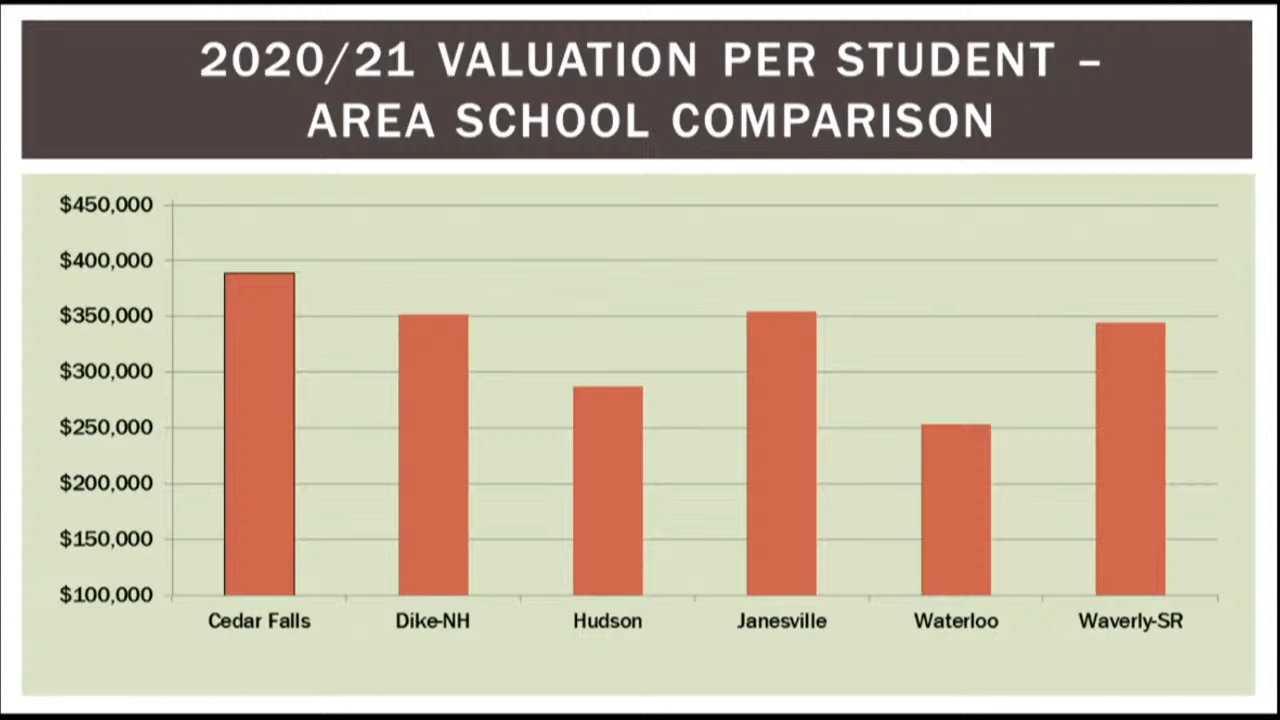 2020/21 VALUATION PER STUDENT –
AREA SCHOOL COMPARISON
$450,000
$400,000
$350,000
$300,000
$250,000
$200,000
$150,000
$100,000
Cedar Falls Dike-NH Hudson Janesville Waterloo Waverly-SR